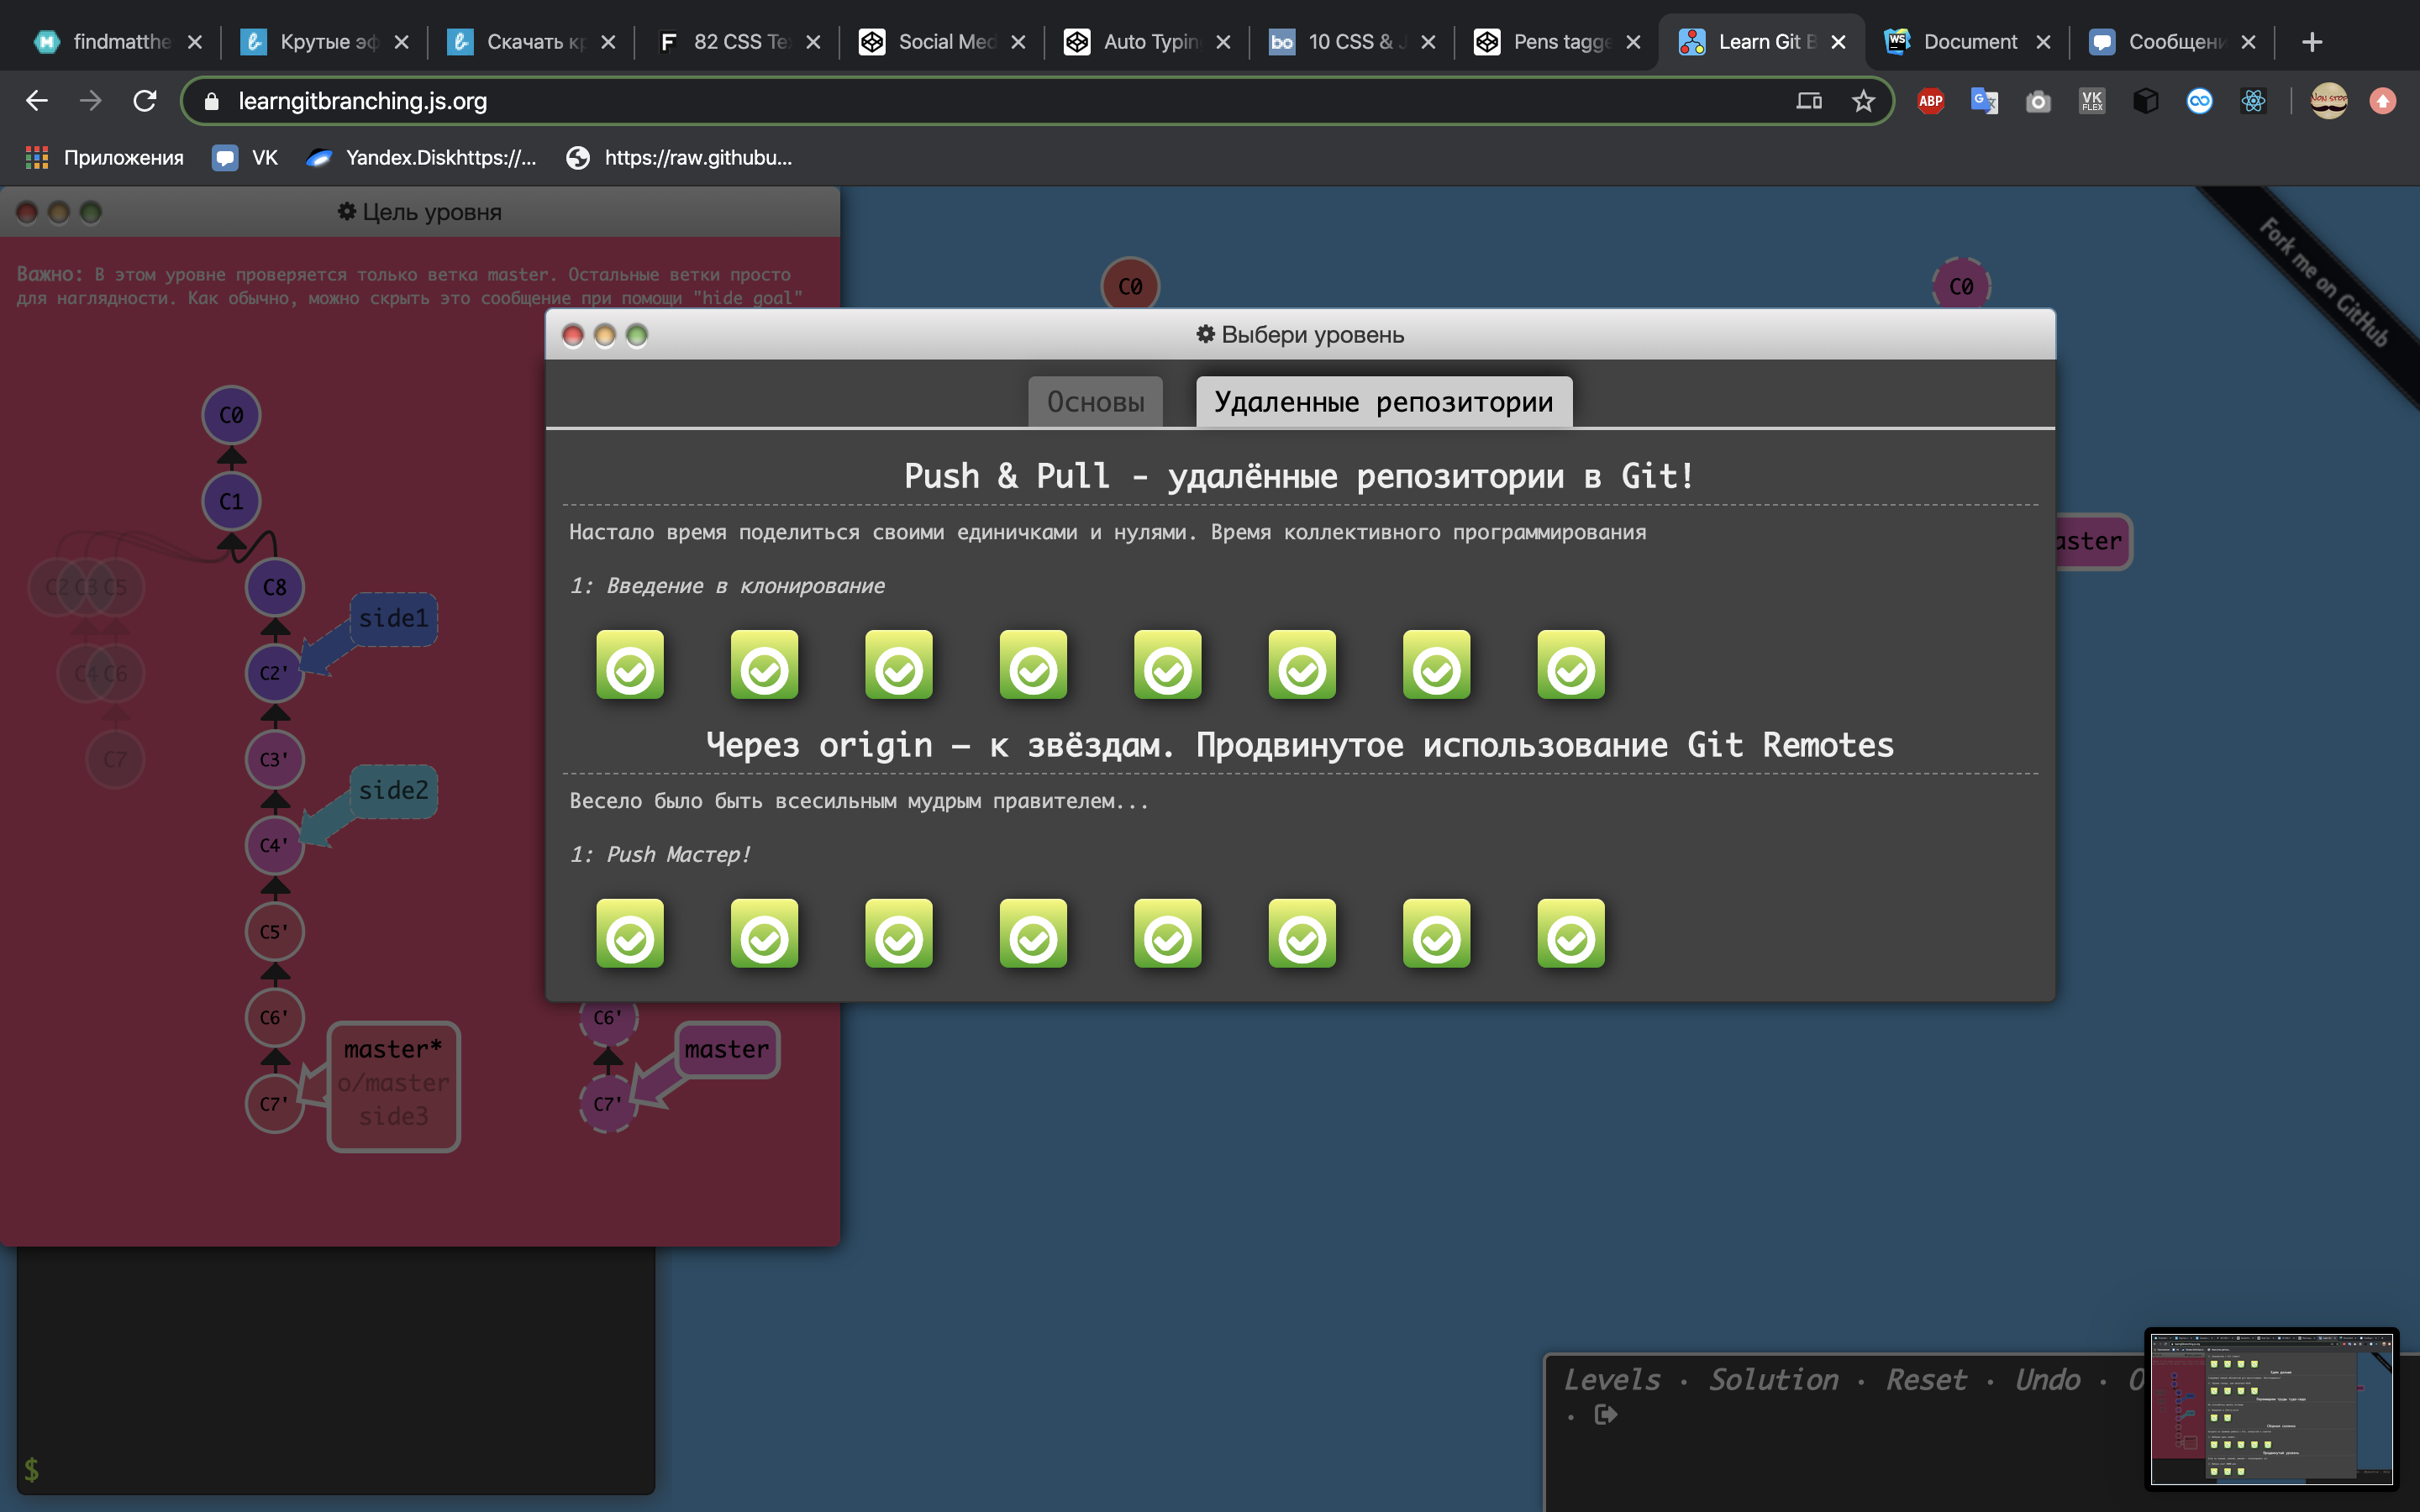 findmatthe
Крутые эф
Скачать кр
82 CSS Te
Social Med
Auto Typin
10 CSS & J
Pens tagge
Learn Git B
Document
Сообщени
learngitbranching.js.org
ABP
VK FLEX
Приложения
VK
Yandex.Diskhttps://...
https://raw.githubu...
Цель уровня
Важно: В этом уровне проверяется только ветка master. Остальные ветки просто
для наглядности. Как обычно, можно скрыть это сообщение при помощи "hide goal"
C0
C0
Fork me on GitHub
Выбери уровень
Основы
Удаленные репозитории
Push & Pull - удалённые репозитории в Git!
Настало время поделиться своими единичками и нулями. Время коллективного программирования
1: Введение в клонирование
Через origin – к звёздам. Продвинутое использование Git Remotes
Весело было быть всесильным мудрым правителем...
1: Push Мастер!
aster
C0
C1
C2 C3 C5
C8
side1
C4 C6
C2'
C7
C3'
side2
C4'
C5'
C6'
master*
o/master
side3
C7'
C6'
master
C7'
$
Levels · Solution · Reset · Undo · O